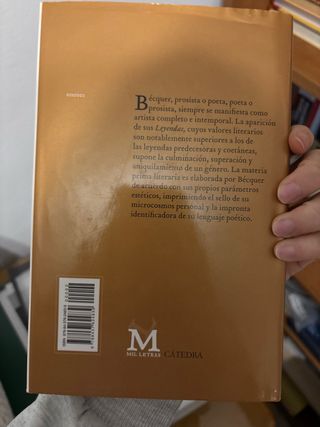 Bécquer, prosista o poeta, poeta o
prosista, siempre se manifiesta como
artista completo e intemporal. La aparición
de sus Leyendas, cuyos valores literarios
son notablemente superiores a los de
las leyendas predecesoras y coetáneas,
supone la culminación, superación y
aniquilamiento de un género. La materia
prima literaria es elaborada por Bécquer
de acuerdo con sus propios parámetros
estéticos, imprimiendo el sello de su
microcosmos personal y la impronta
identificadora de su lenguaje poético.
M
MIL LETRAS CÁTEDRA